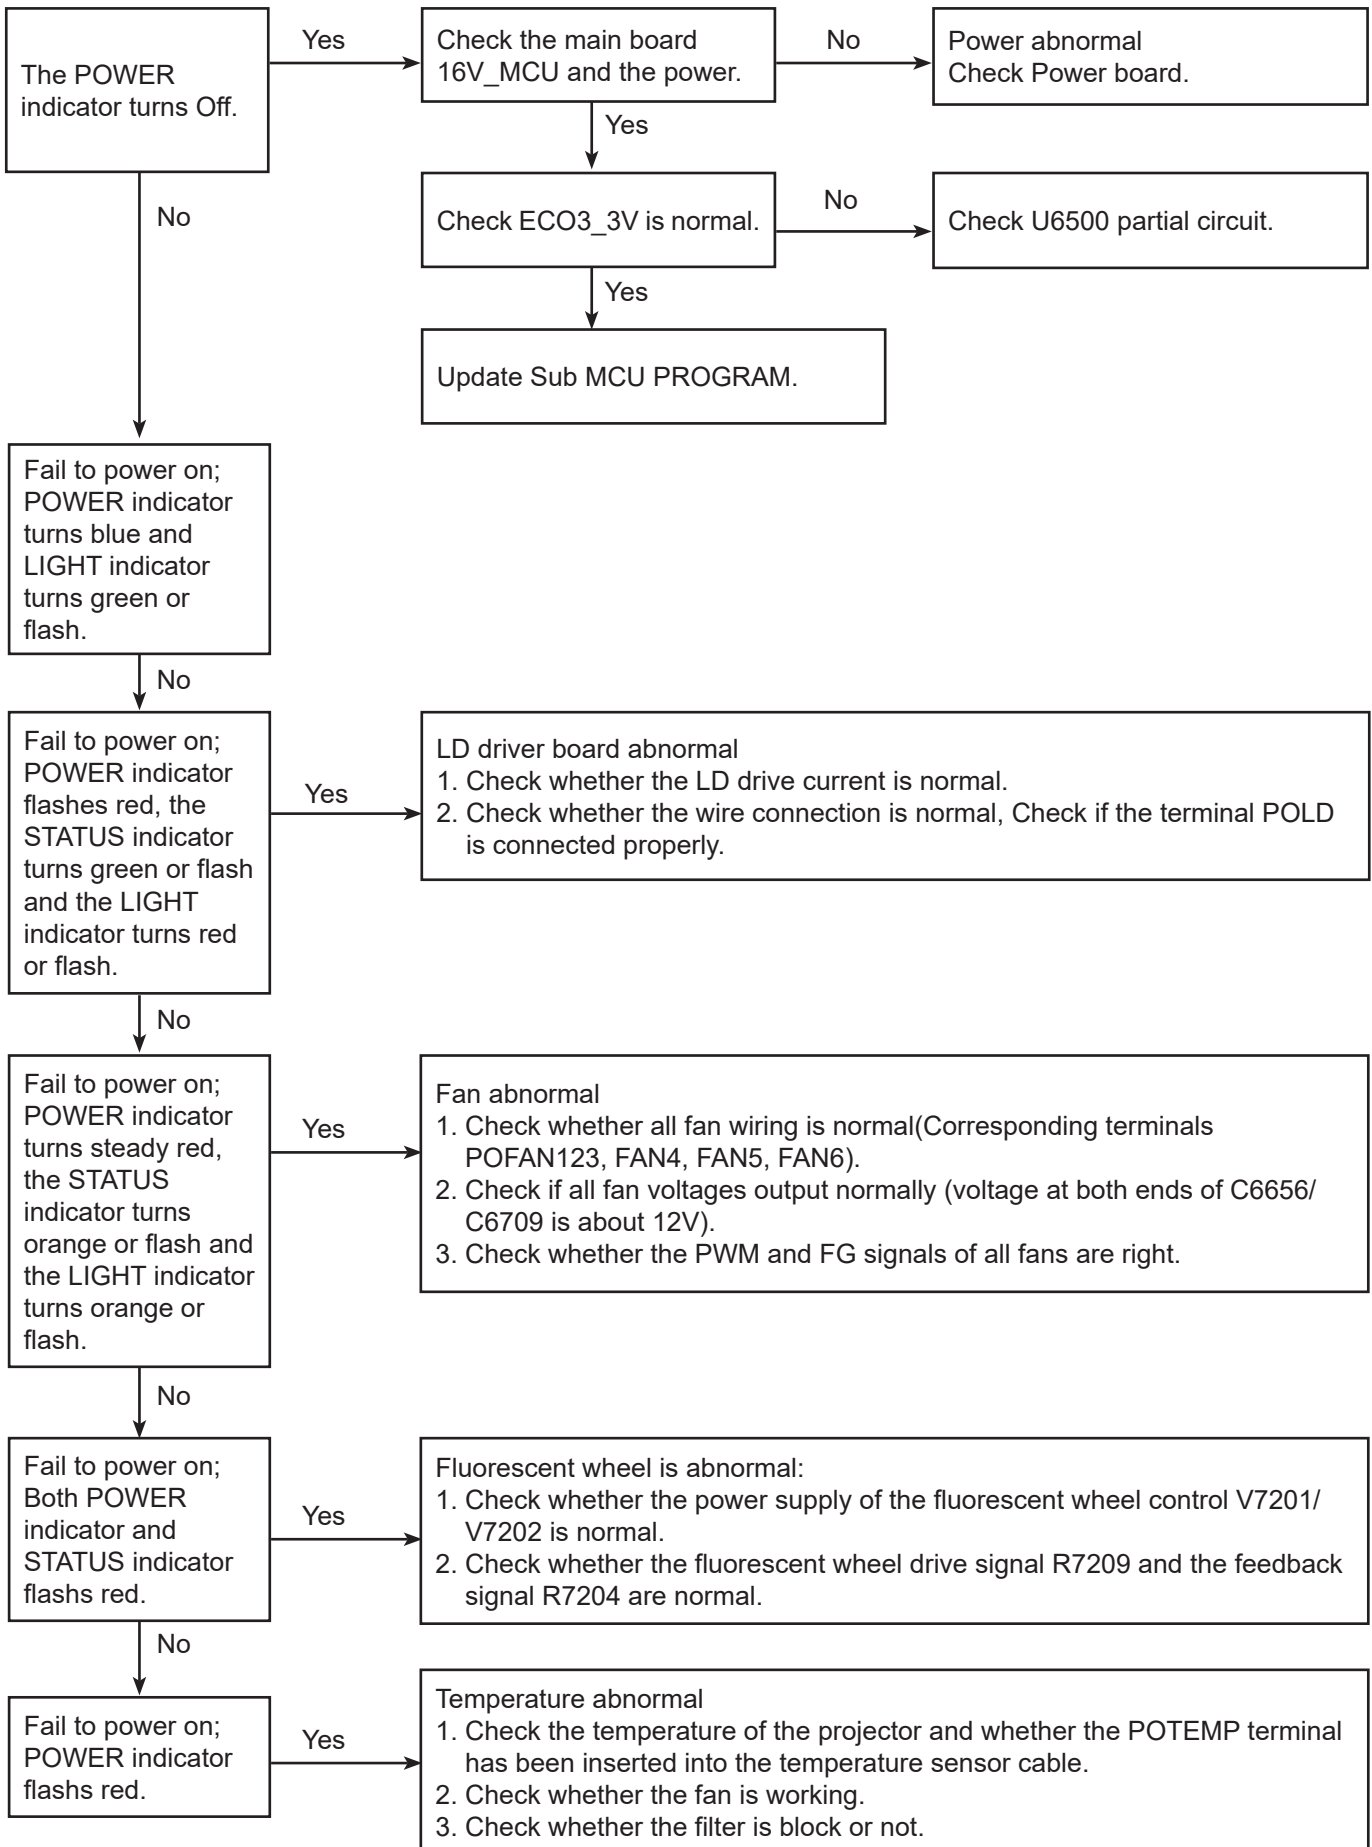 The POWER
indicator turns Off.
Yes
Check the main board
16V_MCU and the power.
No
Power abnormal
Check Power board.
Yes
No
Check ECO3_3V is normal.
No
Check U6500 partial circuit.
Yes
Update Sub MCU PROGRAM.
Fail to power on;
POWER indicator
turns blue and
LIGHT indicator
turns green or
flash.
No
Fail to power on;
POWER indicator
flashes red, the
STATUS indicator
turns green or flash
and the LIGHT
indicator turns red
or flash.
Yes
LD driver board abnormal
1. Check whether the LD drive current is normal.
2. Check whether the wire connection is normal, Check if the terminal POLD
is connected properly.
No
Fail to power on;
POWER indicator
turns steady red,
the STATUS
indicator turns
orange or flash and
the LIGHT indicator
turns orange or
flash.
Yes
Fan abnormal
1. Check whether all fan wiring is normal(Corresponding terminals
POFAN123, FAN4, FAN5, FAN6).
2. Check if all fan voltages output normally (voltage at both ends of C6656/
C6709 is about 12V).
3. Check whether the PWM and FG signals of all fans are right.
No
Fail to power on;
Both POWER
indicator and
STATUS indicator
flashs red.
Yes
Fluorescent wheel is abnormal:
1. Check whether the power supply of the fluorescent wheel control V7201/
V7202 is normal.
2. Check whether the fluorescent wheel drive signal R7209 and the feedback
signal R7204 are normal.
No
Fail to power on;
POWER indicator
flashs red.
Yes
Temperature abnormal
1. Check the temperature of the projector and whether the POTEMP terminal
has been inserted into the temperature sensor cable.
2. Check whether the fan is working.
3. Check whether the filter is block or not.